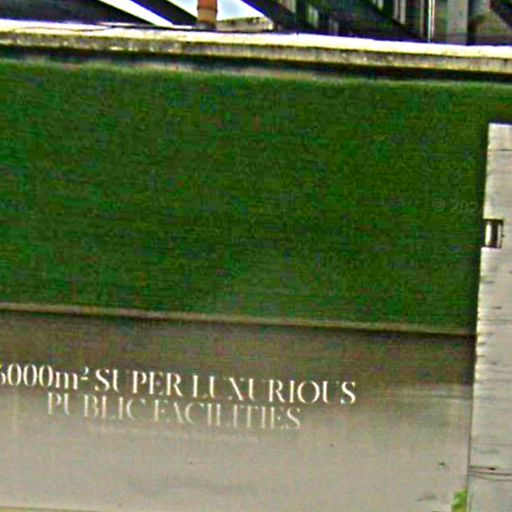 6000m² SUPER LUXURIOUS
PUBLIC FACILITIES